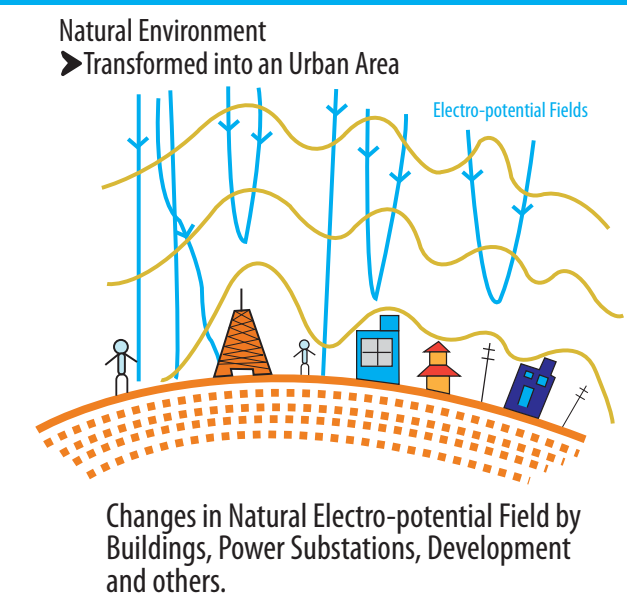 Natural Environment
➤Transformed into an Urban Area
Electro-potential Fields
Changes in Natural Electro-potential Field by
Buildings, Power Substations, Development
and others.